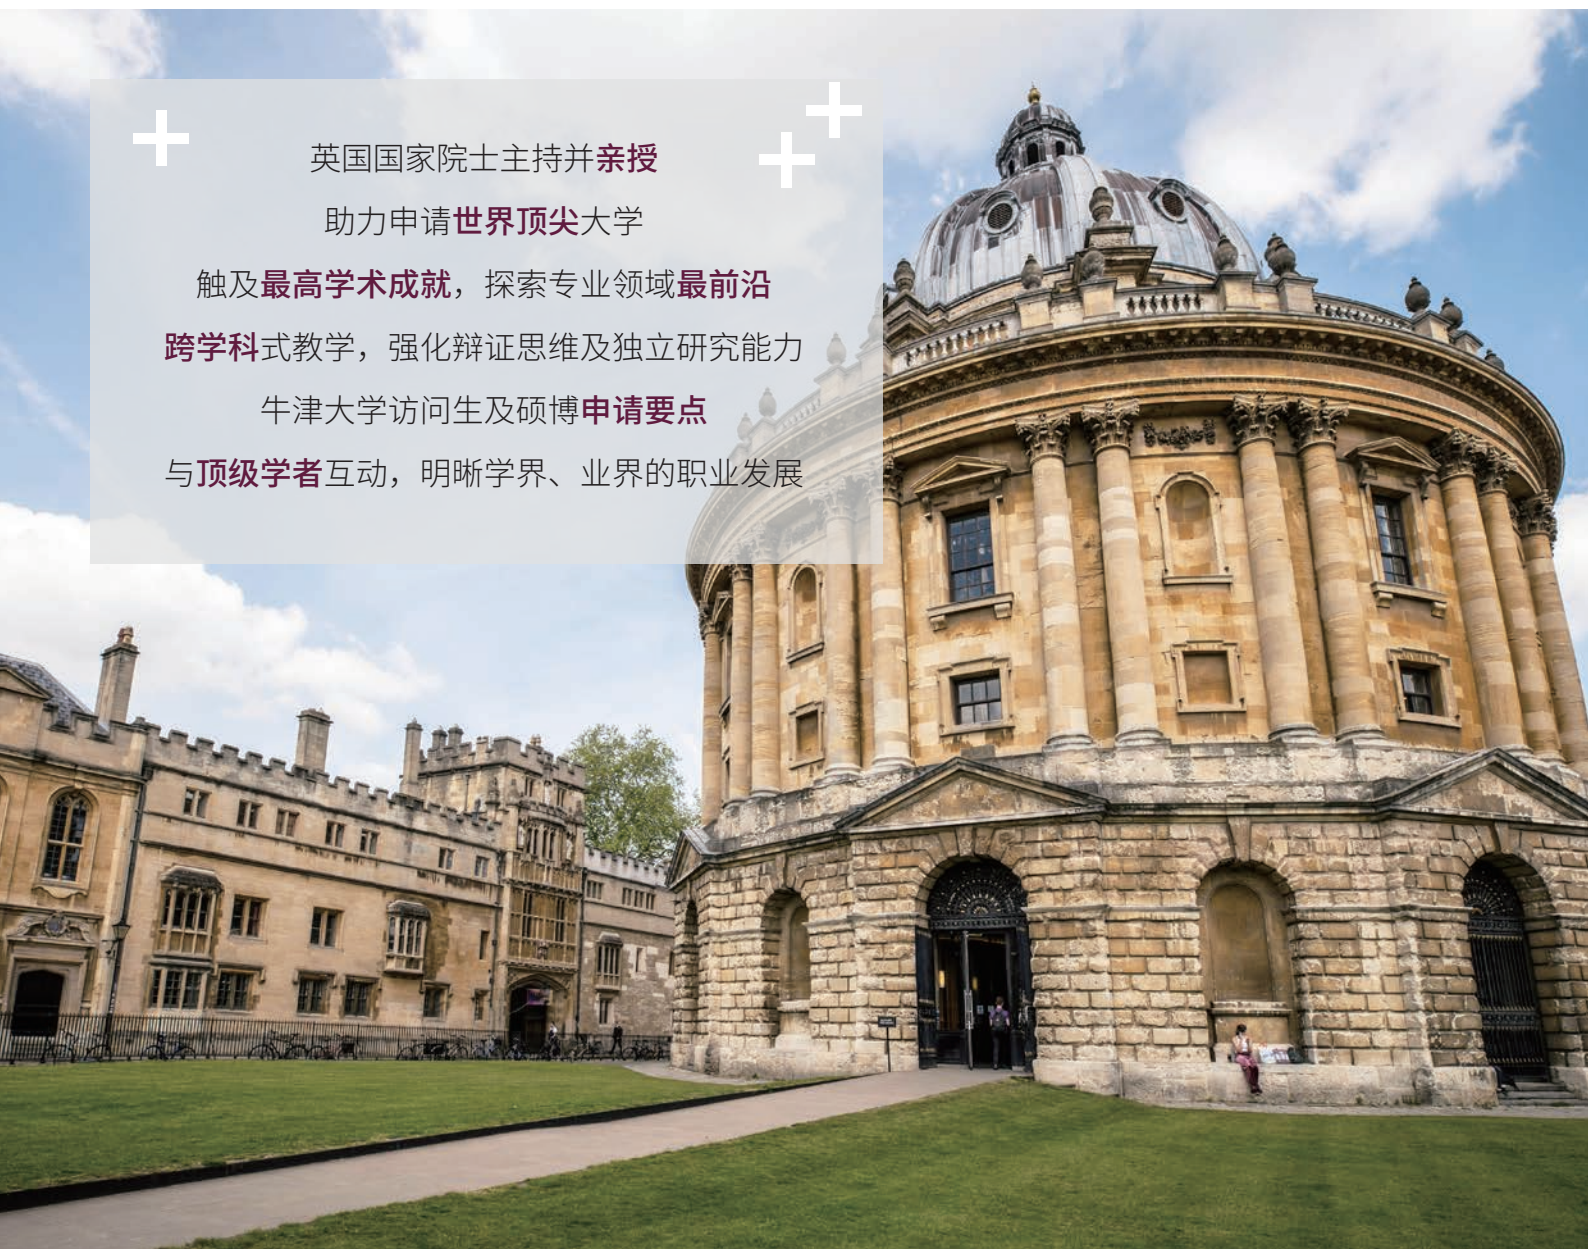 英国国家院士主持并亲授
助力申请世界顶尖大学
触及最高学术成就，探索专业领域最前沿
跨学科式教学，强化辩证思维及独立研究能力
牛津大学访问生及硕博申请要点
与顶级学者互动，明晰学界、业界的职业发展